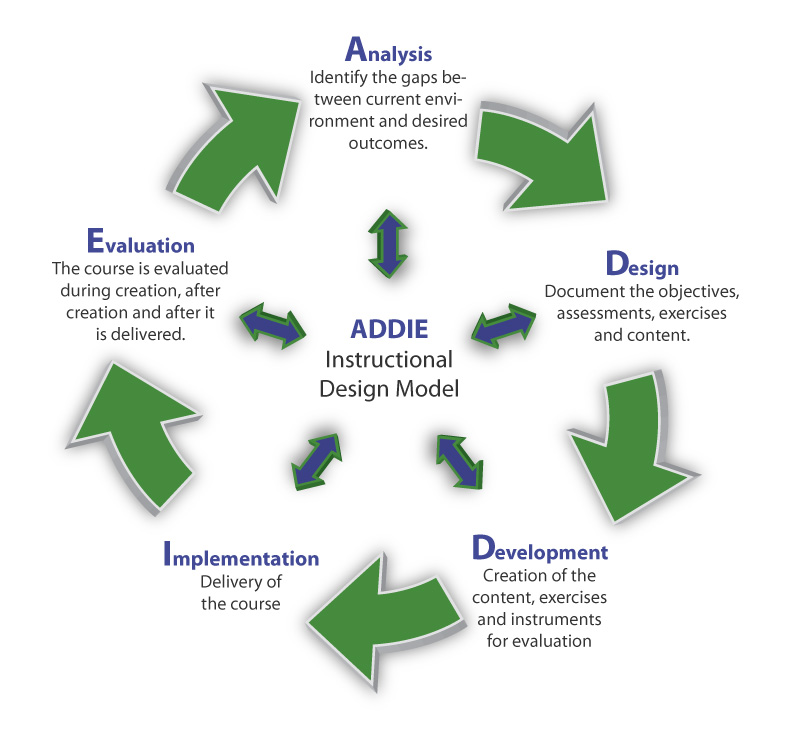 Analysis
Identify the gaps be-
tween current envi-
ronment and desired
outcomes.
Design
Document the objectives,
assessments, exercises
and content.
Development
Creation of the
content, exercises
and instruments
for evaluation
Implementation
Delivery of
the course
Evaluation
The course is evaluated
during creation, after
creation and after it
is delivered.
ADDIE
Instructional
Design Model